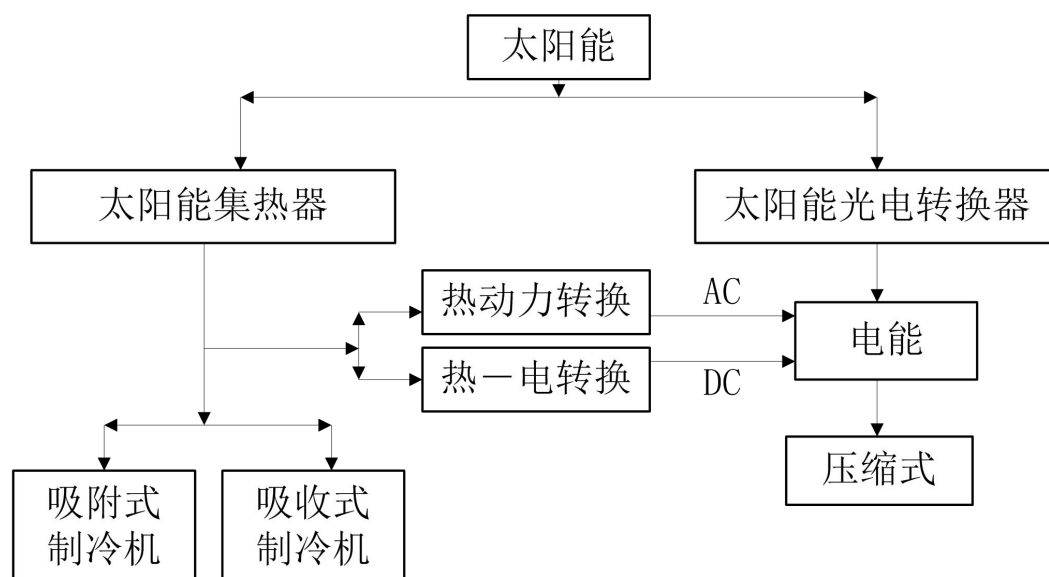 太阳能
太阳能集热器
太阳能光电转换器
热动力转换
AC
电能
热－电转换
DC
压缩式
吸附式
制冷机
吸收式
制冷机